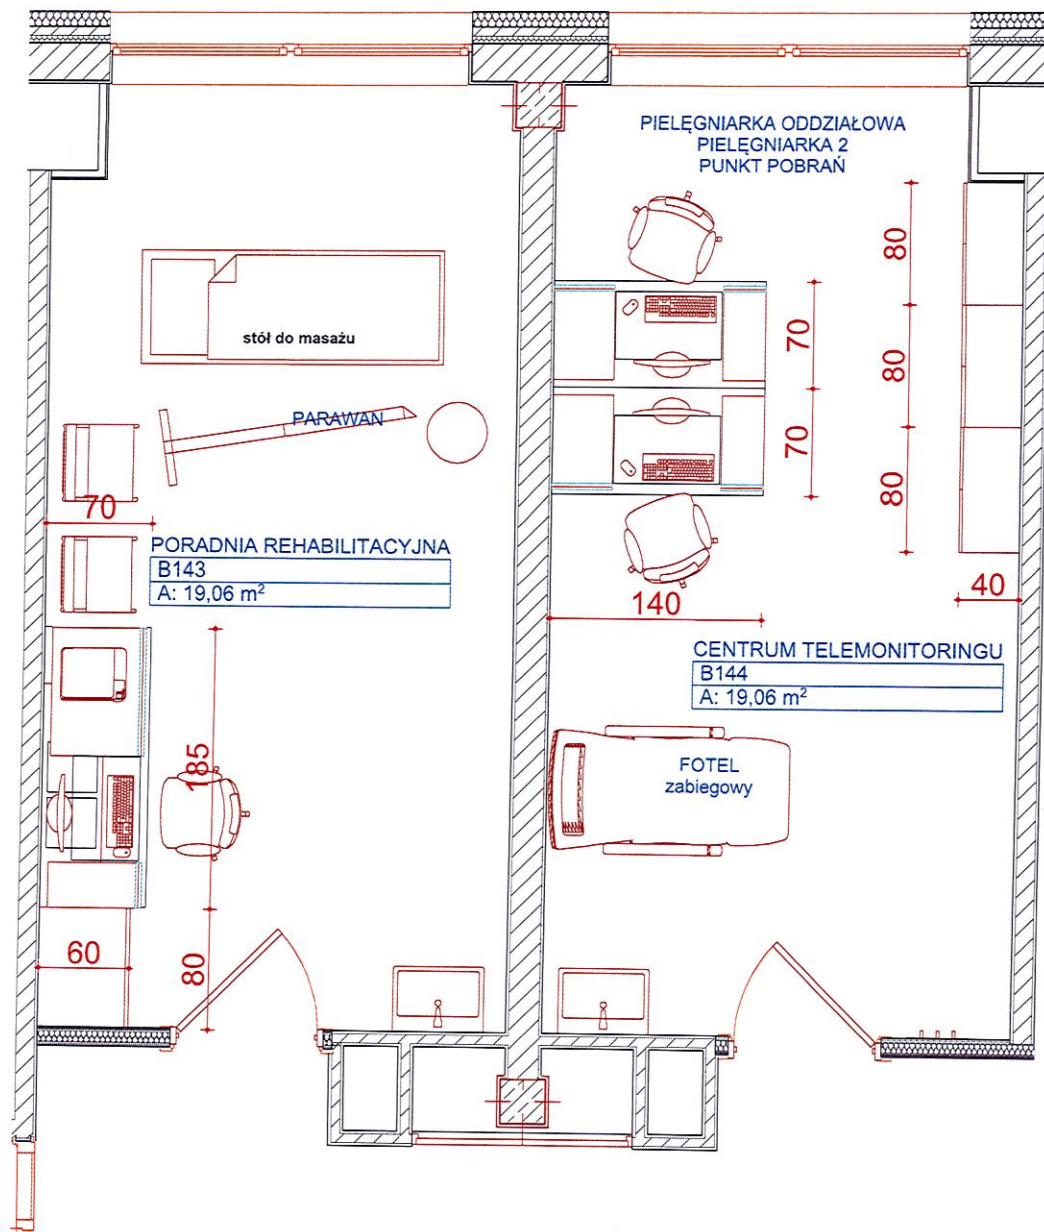 PIELĘGNIARKA ODDZIAŁOWA
PIELĘGNIARKA 2
PUNKT POBRAŃ
80
70
80
70
80
stół do masażu
PARAWAN
70
PORADNIA REHABILITACYJNA
B143
A: 19,06 m²
140
40
CENTRUM TELEMONITORINGU
B144
A: 19,06 m²
185
FOTEL
zabiegowy
60
80